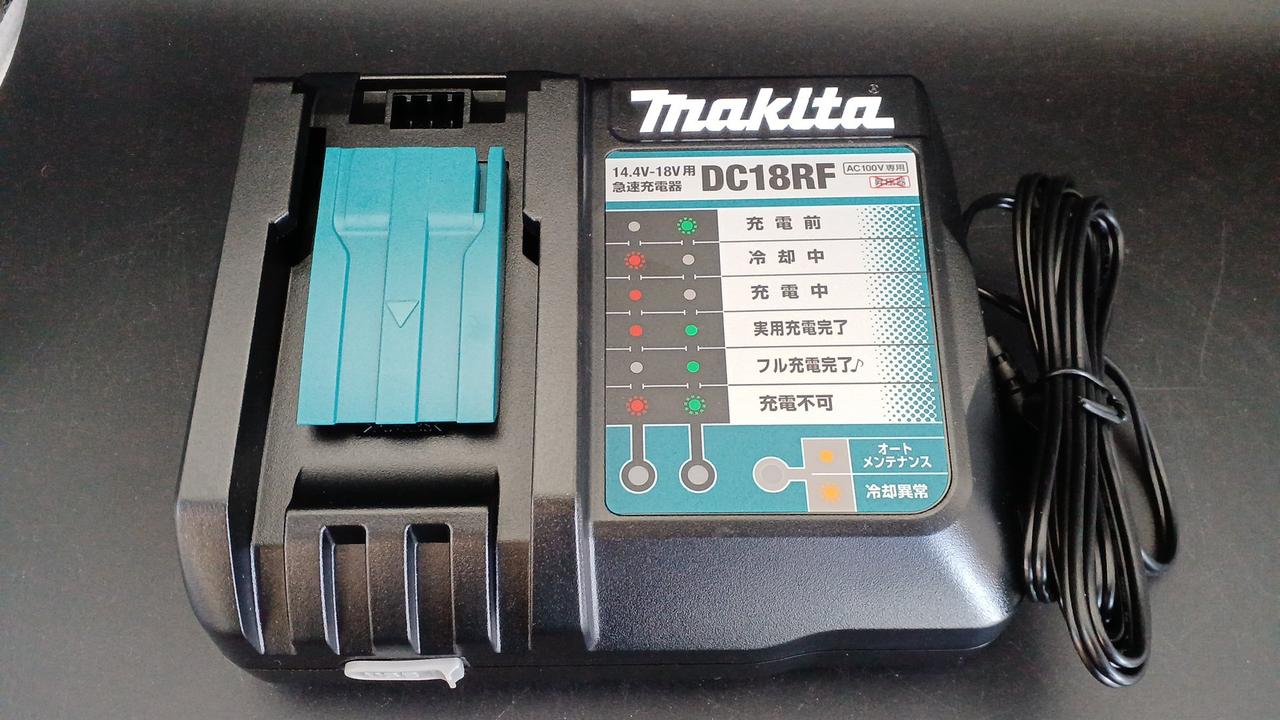 makita
14.4V-18V用
急速充電器
DC18RF
AC100V専用
充電前
冷却中
充電中
実用充電完了
フル充電完了♪
充電不可
オート
メンテナンス
冷却異常